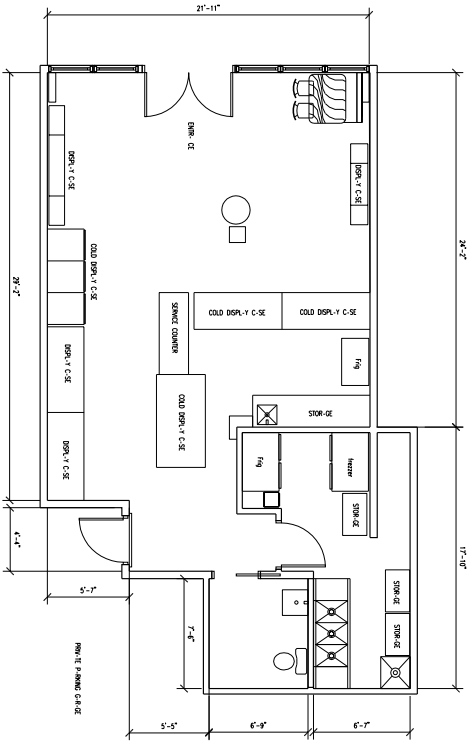 21'-11"
ENTR- CE
DISPL-Y C-SE
DISPL-Y C-SE
24'-2"
29'-2"
COLD DISPL-Y C-SE
SERVICE COUNTER
COLD DISPL-Y C-SE
COLD DISPL-Y C-SE
DISPL-Y C-SE
Frig
COLD DISPL-Y C-SE
STOR-GE
DISPL-Y C-SE
Frig
frezzer
STOR-GE
4'-4"
17'-10"
5'-7"
STOR-GE
STOR-GE
7'-6"
PRIV-TE P-RKING G-R-GE
5'-5"
6'-9"
6'-7"